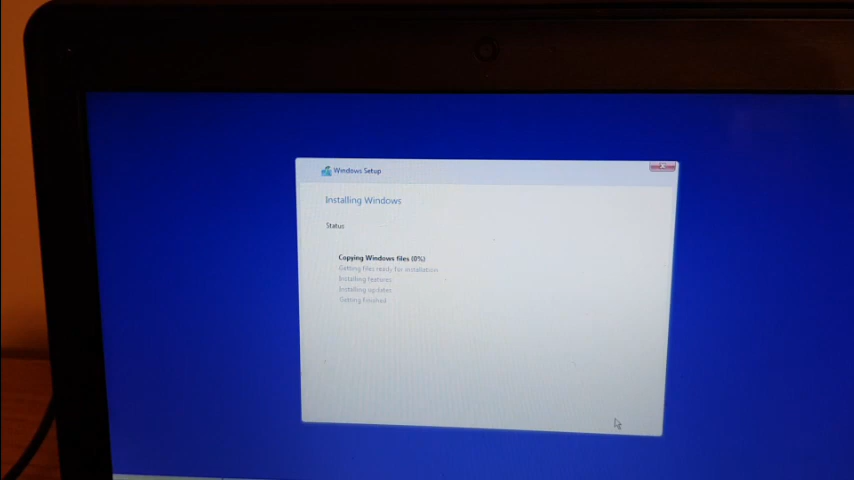 Windows Setup
Installing Windows
Status
Copying Windows files (0%)
Getting files ready for installation
Installing features
Installing updates
Getting finished